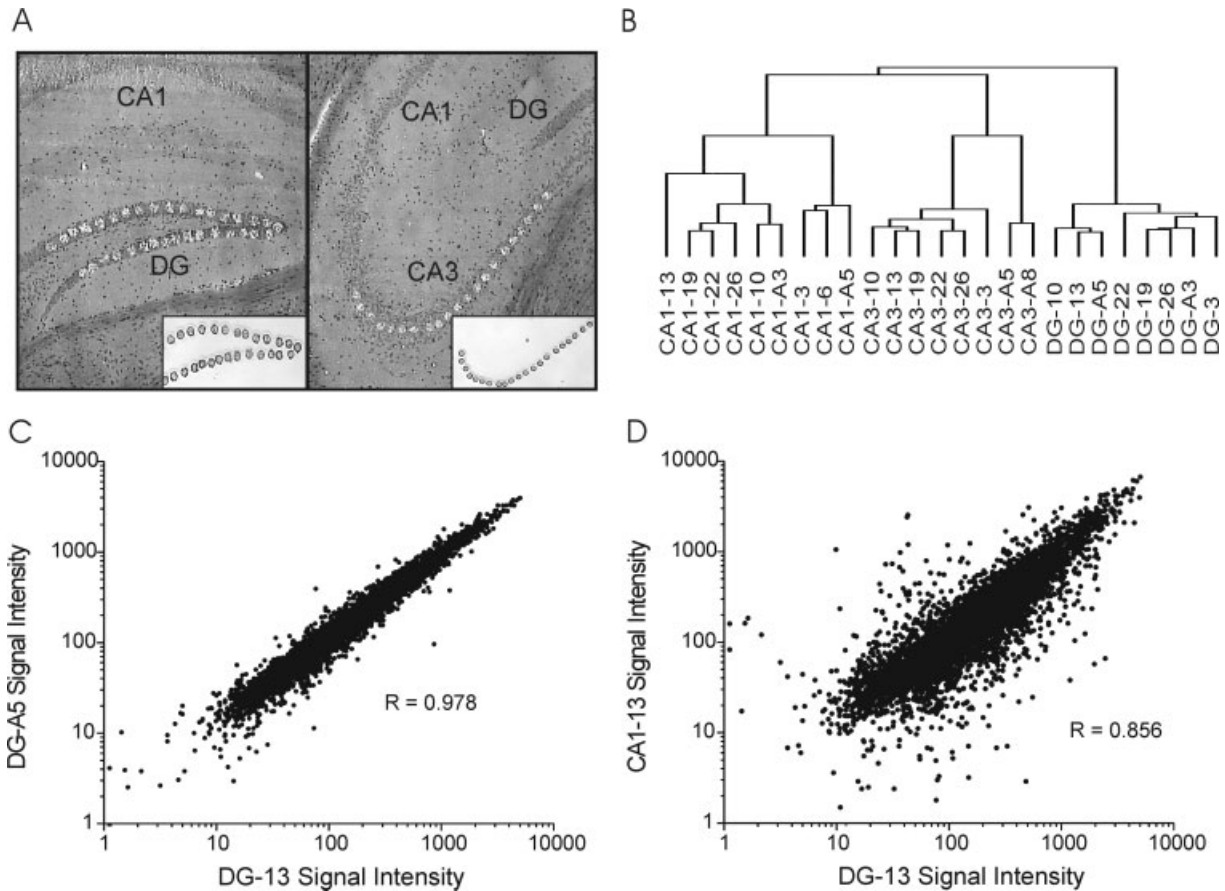 A
CA1
DG
CA1
DG
CA3
B
CA1-13
CA1-19
CA1-22
CA1-26
CA1-10
CA1-A3
CA1-3
CA1-6
CA1-A5
CA3-10
CA3-13
CA3-19
CA3-22
CA3-26
CA3-3
CA3-A5
CA3-A8
DG-10
DG-13
DG-A5
DG-22
DG-19
DG-26
DG-A3
DG-3
C
DG-A5 Signal Intensity
10000
1000
100
10
1
R = 0.978
1
10
100
1000
10000
DG-13 Signal Intensity
D
CA1-13 Signal Intensity
10000
1000
100
10
1
R = 0.856
1
10
100
1000
10000
DG-13 Signal Intensity